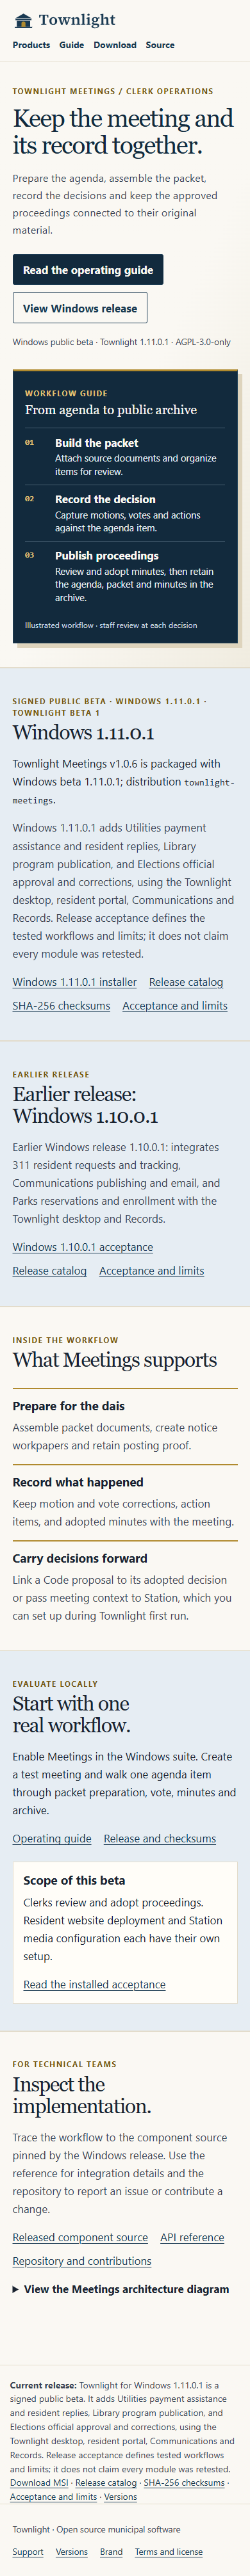 Townlight
Products Guide Download Source
TOWNLIGHT MEETINGS / CLERK OPERATIONS
Keep the meeting and
its record together.
Prepare the agenda, assemble the packet,
record the decisions and keep the approved
proceedings connected to their original
material.
Read the operating guide
View Windows release
Windows public beta · Townlight 1.11.0.1 · AGPL-3.0-only
WORKFLOW GUIDE
From agenda to public archive
01 Build the packet
Attach source documents and organize
items for review.
02 Record the decision
Capture motions, votes and actions
against the agenda item.
03 Publish proceedings
Review and adopt minutes, then retain
the agenda, packet and minutes in the
archive.
Illustrated workflow · staff review at each decision
SIGNED PUBLIC BETA · WINDOWS 1.11.0.1 ·
TOWNLIGHT BETA 1
Windows 1.11.0.1
Townlight Meetings v1.0.6 is packaged with
Windows beta 1.11.0.1; distribution townlight-
meetings.
Windows 1.11.0.1 adds Utilities payment
assistance and resident replies, Library
program publication, and Elections official
approval and corrections, using the Townlight
desktop, resident portal, Communications and
Records. Release acceptance defines the
tested workflows and limits; it does not claim
every module was retested.
Windows 1.11.0.1 installer Release catalog
SHA-256 checksums Acceptance and limits
EARLIER RELEASE
Earlier release:
Windows 1.10.0.1
Earlier Windows release 1.10.0.1: integrates
311 resident requests and tracking,
Communications publishing and email, and
Parks reservations and enrollment with the
Townlight desktop and Records.
Windows 1.10.0.1 acceptance
Release catalog Acceptance and limits
INSIDE THE WORKFLOW
What Meetings supports
Prepare for the dais
Assemble packet documents, create notice
workpapers and retain posting proof.
Record what happened
Keep motion and vote corrections, action
items, and adopted minutes with the meeting.
Carry decisions forward
Link a Code proposal to its adopted decision
or pass meeting context to Station, which you
can set up during Townlight first run.
EVALUATE LOCALLY
Start with one
real workflow.
Enable Meetings in the Windows suite. Create
a test meeting and walk one agenda item
through packet preparation, vote, minutes and
archive.
Operating guide Release and checksums
Scope of this beta
Clerks review and adopt proceedings.
Resident website deployment and Station
media configuration each have their own
setup.
Read the installed acceptance
FOR TECHNICAL TEAMS
Inspect the
implementation.
Trace the workflow to the component source
pinned by the Windows release. Use the
reference for integration details and the
repository to report an issue or contribute a
change.
Released component source API reference
Repository and contributions
▶ View the Meetings architecture diagram
Current release: Townlight for Windows 1.11.0.1 is a
signed public beta. It adds Utilities payment assistance
and resident replies, Library program publication, and
Elections official approval and corrections, using the
Townlight desktop, resident portal, Communications and
Records. Release acceptance defines tested workflows
and limits; it does not claim every module was retested.
Download MSI · Release catalog · SHA-256 checksums ·
Acceptance and limits · Versions
Townlight · Open source municipal software
Support Versions Brand Terms and license